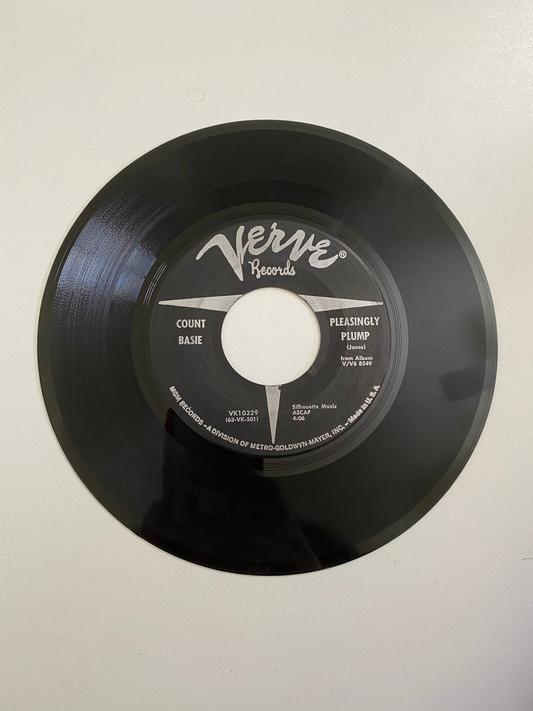 Verve®
Records
COUNT
BASIE
PLEASINGLY
PLUMP
(Jones)
from Album
V/V6 8549
VK10329
(63-VK-501)
Silhouette Music
ASCAP
4:06
MGM RECORDS – A DIVISION OF METRO-GOLDWYN-MAYER, INC. – Made in U.S.A.